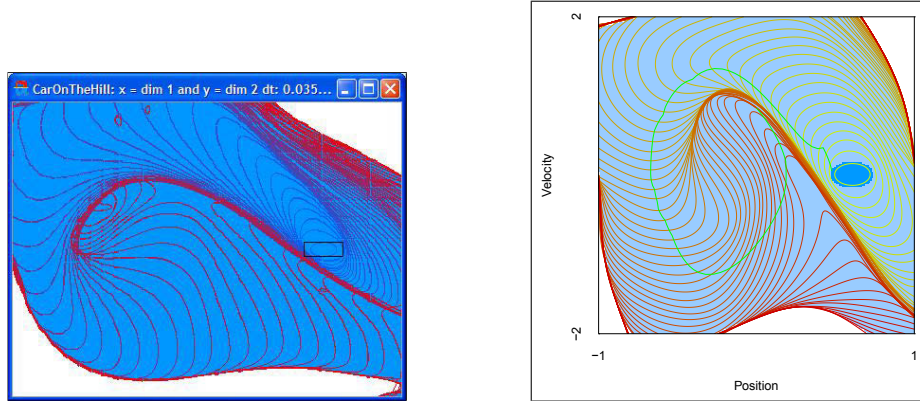 CarOnTheHill: x = dim 1 and y = dim 2 dt: 0.035...
2
Velocity
−2
−1
1
Position